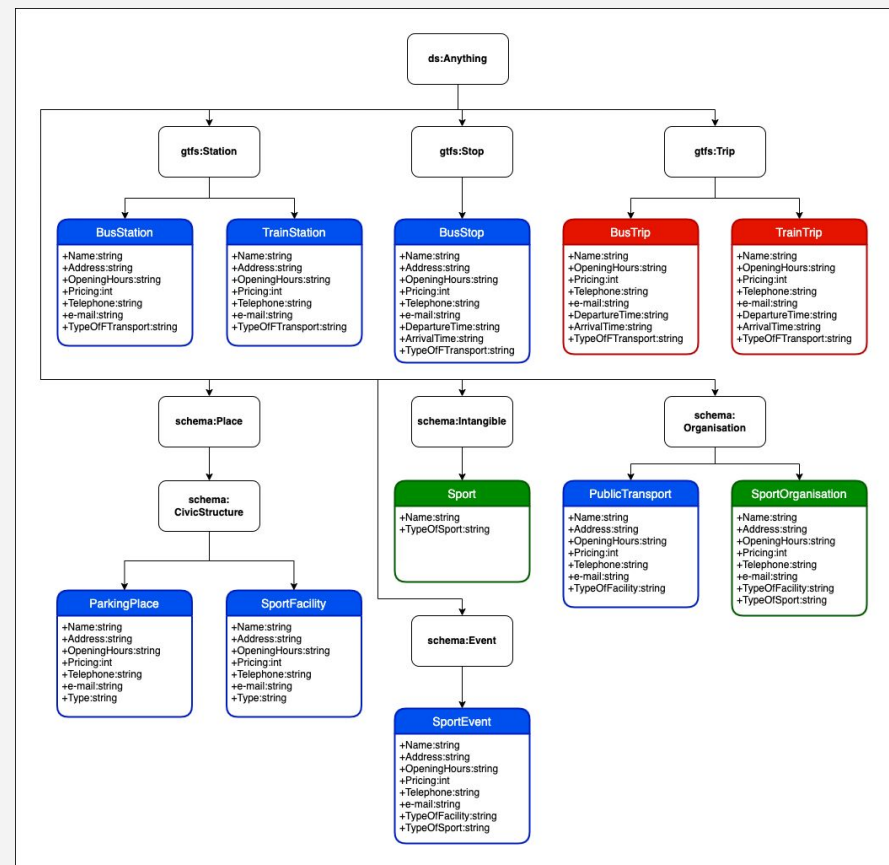 ds:Anything
gtfs:Station
gtfs:Stop
gtfs:Trip
BusStation
+Name:string
+Address:string
+OpeningHours:string
+Pricing:int
+Telephone:string
+e-mail:string
+TypeOfFTransport:string
TrainStation
+Name:string
+Address:string
+OpeningHours:string
+Pricing:int
+Telephone:string
+e-mail:string
+TypeOfFTransport:string
BusStop
+Name:string
+Address:string
+OpeningHours:string
+Pricing:int
+Telephone:string
+e-mail:string
+DepartureTime:string
+ArrivalTime:string
+TypeOfFTransport:string
BusTrip
+Name:string
+OpeningHours:string
+Pricing:int
+Telephone:string
+e-mail:string
+DepartureTime:string
+ArrivalTime:string
+TypeOfFTransport:string
TrainTrip
+Name:string
+OpeningHours:string
+Pricing:int
+Telephone:string
+e-mail:string
+DepartureTime:string
+ArrivalTime:string
+TypeOfFTransport:string
schema:Place
schema:Intangible
schema:
Organisation
schema:
CivicStructure
Sport
+Name:string
+TypeOfSport:string
PublicTransport
+Name:string
+Address:string
+OpeningHours:string
+Pricing:int
+Telephone:string
+e-mail:string
+TypeOfFacility:string
SportOrganisation
+Name:string
+Address:string
+OpeningHours:string
+Pricing:int
+Telephone:string
+e-mail:string
+TypeOfFacility:string
+TypeOfSport:string
ParkingPlace
+Name:string
+Address:string
+OpeningHours:string
+Pricing:int
+Telephone:string
+e-mail:string
+Type:string
SportFacility
+Name:string
+Address:string
+OpeningHours:string
+Pricing:int
+Telephone:string
+e-mail:string
+Type:string
schema:Event
SportEvent
+Name:string
+Address:string
+OpeningHours:string
+Pricing:int
+Telephone:string
+e-mail:string
+TypeOfFacility:string
+TypeOfSport:string